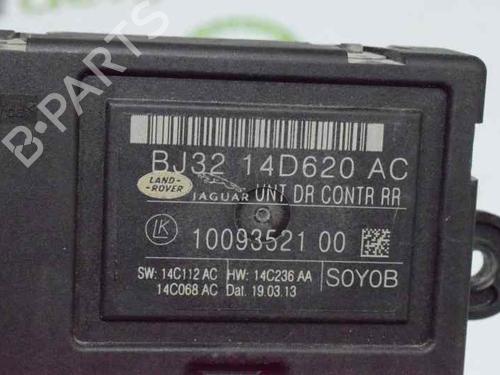 B-PARTS
BJ32 14D620 AC
LAND-ROVER
JAGUAR UNT DR CONTR RR
LK 10093521 00
SW: 14C112 AC HW: 14C236 AA S0Y0B
14C068 AC Dat. 19.03.13